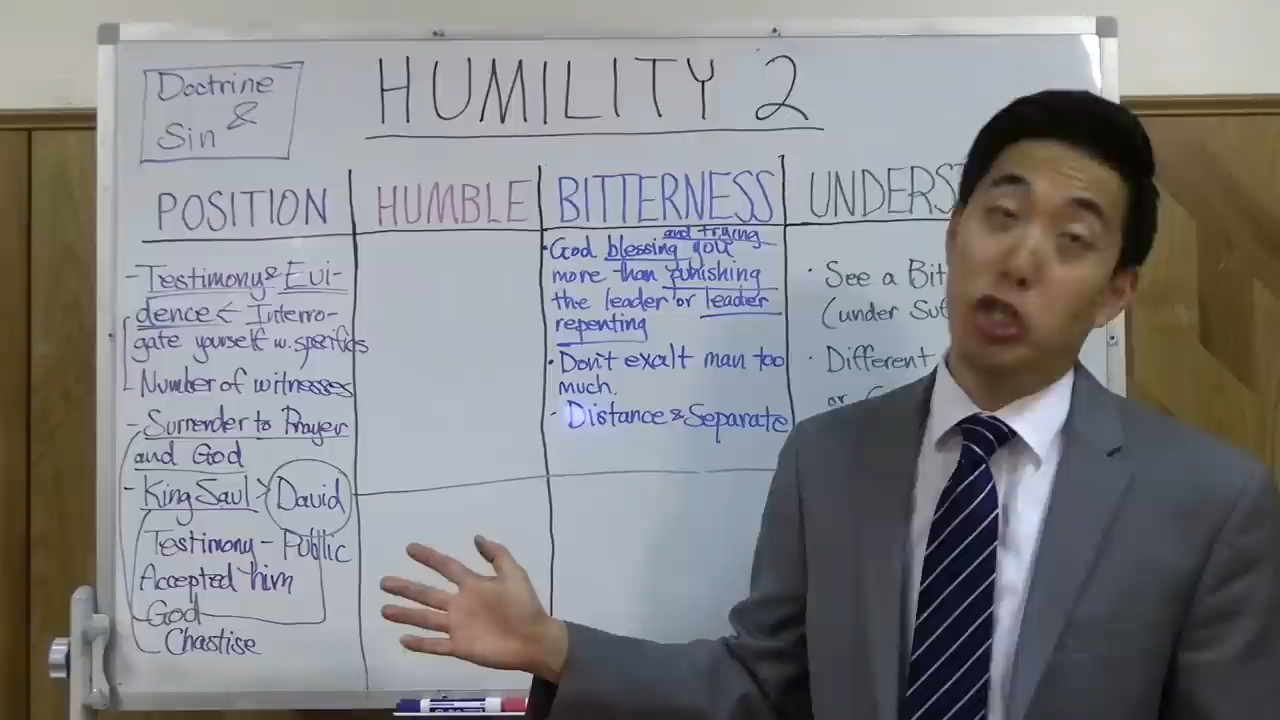 Doctrine
&
Sin
HUMILITY 2
POSITION
- Testimony & Evi-
dence < Interro-
gate yourself w. specifics
Number of witnesses
- Surrender to Prayer
and God
- King Saul > David
Testimony - Public
Accepted him
God
Chastise
HUMBLE
BITTERNESS
and trying
· God blessing you
more than punishing
the leader or leader
repenting
· Don't exalt man too
much.
· Distance & Separate
UNDERS
· See a Bit
(under Suf
· Different
or